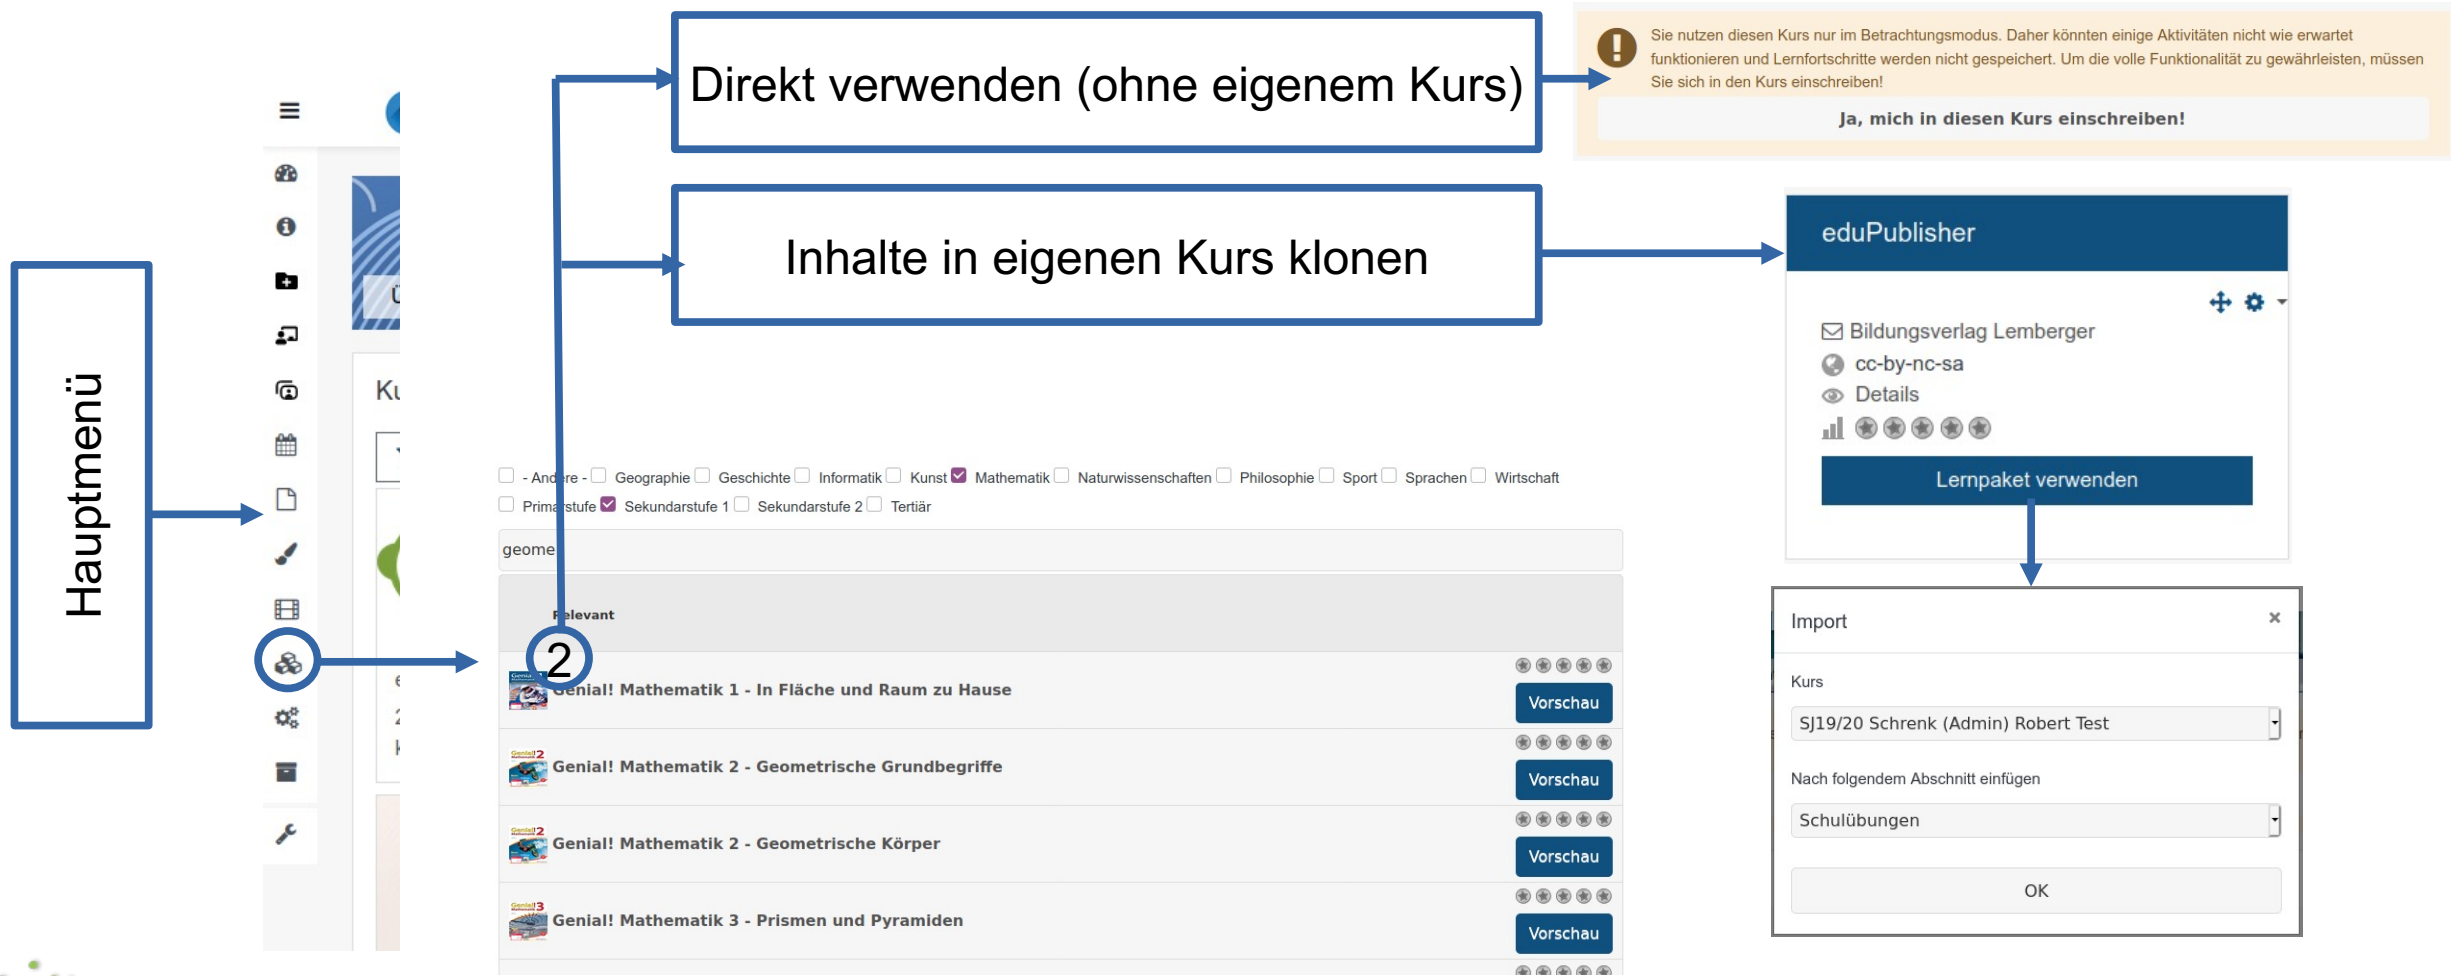 Direkt verwenden (ohne eigenem Kurs)
Sie nutzen diesen Kurs nur im Betrachtungsmodus. Daher könnten einige Aktivitäten nicht wie erwartet
funktionieren und Lernfortschritte werden nicht gespeichert. Um die volle Funktionalität zu gewährleisten, müssen
Sie sich in den Kurs einschreiben!
Ja, mich in diesen Kurs einschreiben!
Inhalte in eigenen Kurs klonen
Hauptmenü
Ku
eduPublisher
Bildungsverlag Lemberger
cc-by-nc-sa
Details
Lernpaket verwenden
- Andere - Geographie Geschichte Informatik Kunst Mathematik Naturwissenschaften Philosophie Sport Sprachen Wirtschaft
Primarstufe Sekundarstufe 1 Sekundarstufe 2 Tertiär
geome
Relevant
2
Genial! Mathematik 1 - In Fläche und Raum zu Hause
Vorschau
Genial! Mathematik 2 - Geometrische Grundbegriffe
Vorschau
Genial! Mathematik 2 - Geometrische Körper
Vorschau
Genial! Mathematik 3 - Prismen und Pyramiden
Vorschau
Import
×
Kurs
SJ19/20 Schrenk (Admin) Robert Test
Nach folgendem Abschnitt einfügen
Schulübungen
OK